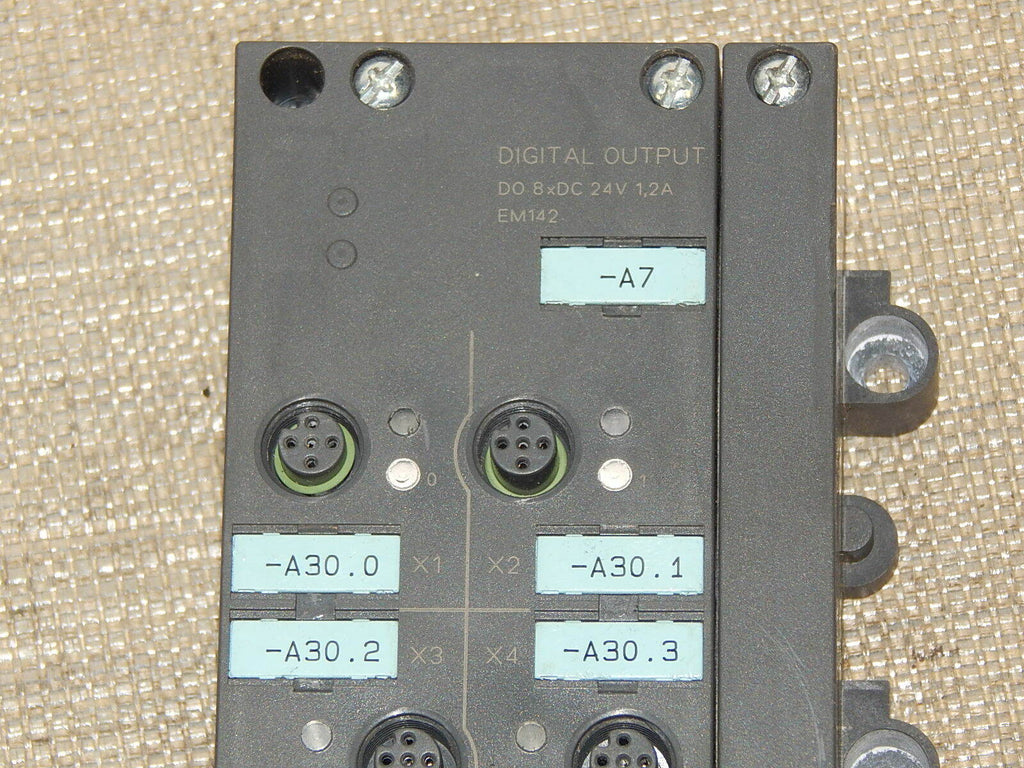 DIGITAL OUTPUT
DO 8xDC 24V 1,2A
EM142
-A7
0
1
-A30.0 X1 X2 -A30.1
-A30.2 X3 X4 -A30.3